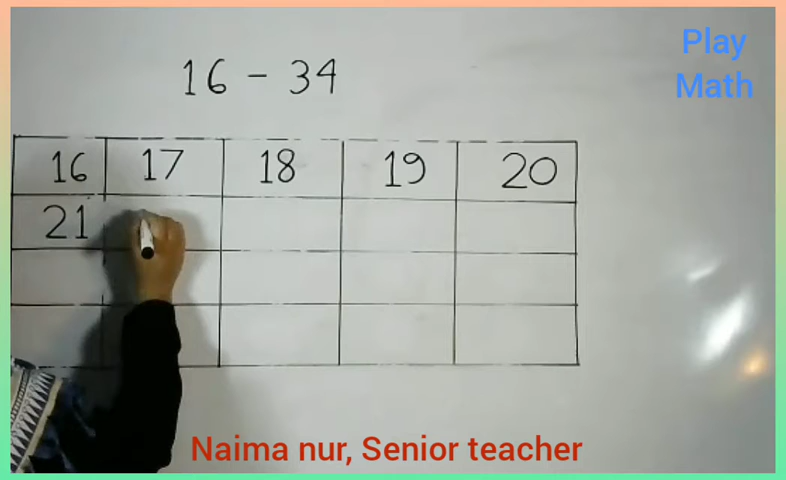 Play
Math
16 - 34
16 17 18 19 20
21
Naima nur, Senior teacher